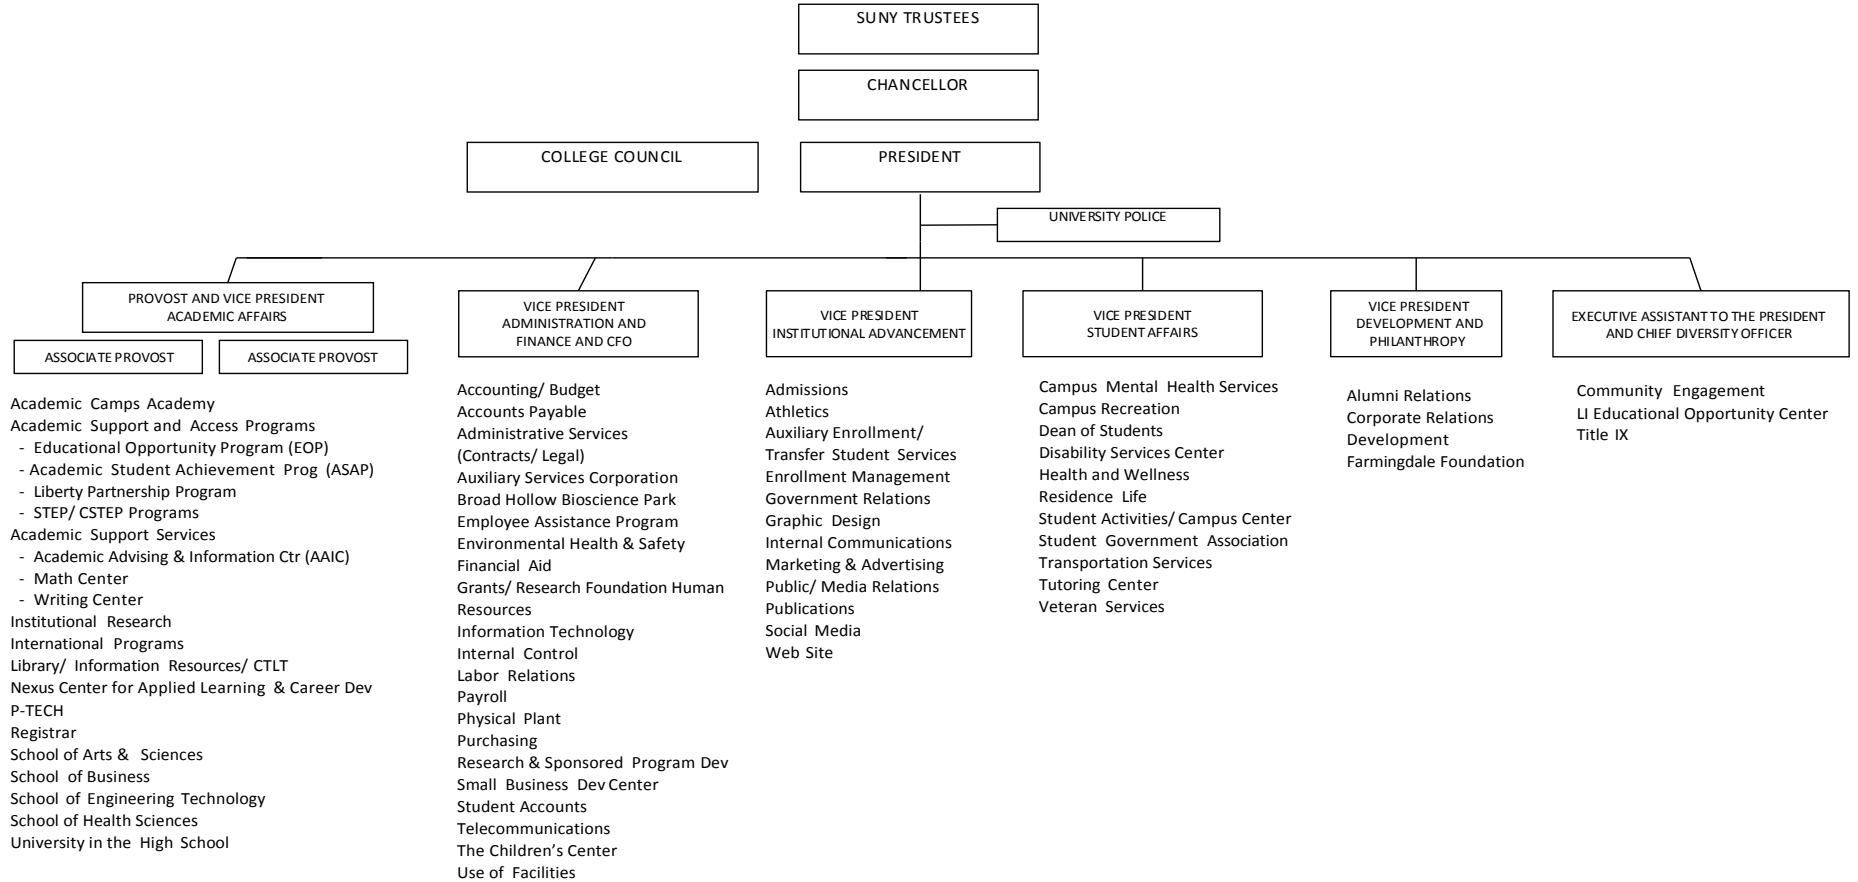 SUNY TRUSTEES
CHANCELLOR
COLLEGE COUNCIL
PRESIDENT
UNIVERSITY POLICE
PROVOST AND VICE PRESIDENT
ACADEMIC AFFAIRS
ASSOCIATE PROVOST
ASSOCIATE PROVOST
Academic Camps Academy
Academic Support and Access Programs
- Educational Opportunity Program (EOP)
- Academic Student Achievement Prog (ASAP)
- Liberty Partnership Program
- STEP/ CSTEP Programs
Academic Support Services
- Academic Advising & Information Ctr (AAIC)
- Math Center
- Writing Center
Institutional Research
International Programs
Library/ Information Resources/ CTLT
Nexus Center for Applied Learning & Career Dev
P-TECH
Registrar
School of Arts & Sciences
School of Business
School of Engineering Technology
School of Health Sciences
University in the High School
VICE PRESIDENT
ADMINISTRATION AND
FINANCE AND CFO
Accounting/ Budget
Accounts Payable
Administrative Services
(Contracts/ Legal)
Auxiliary Services Corporation
Broad Hollow Bioscience Park
Employee Assistance Program
Environmental Health & Safety
Financial Aid
Grants/ Research Foundation Human
Resources
Information Technology
Internal Control
Labor Relations
Payroll
Physical Plant
Purchasing
Research & Sponsored Program Dev
Small Business Dev Center
Student Accounts
Telecommunications
The Children’s Center
Use of Facilities
VICE PRESIDENT
INSTITUTIONAL ADVANCEMENT
Admissions
Athletics
Auxiliary Enrollment/
Transfer Student Services
Enrollment Management
Government Relations
Graphic Design
Internal Communications
Marketing & Advertising
Public/ Media Relations
Publications
Social Media
Web Site
VICE PRESIDENT
STUDENT AFFAIRS
Campus Mental Health Services
Campus Recreation
Dean of Students
Disability Services Center
Health and Wellness
Residence Life
Student Activities/ Campus Center
Student Government Association
Transportation Services
Tutoring Center
Veteran Services
VICE PRESIDENT
DEVELOPMENT AND
PHILANTHROPY
Alumni Relations
Corporate Relations
Development
Farmingdale Foundation
EXECUTIVE ASSISTANT TO THE PRESIDENT
AND CHIEF DIVERSITY OFFICER
Community Engagement
LI Educational Opportunity Center
Title IX